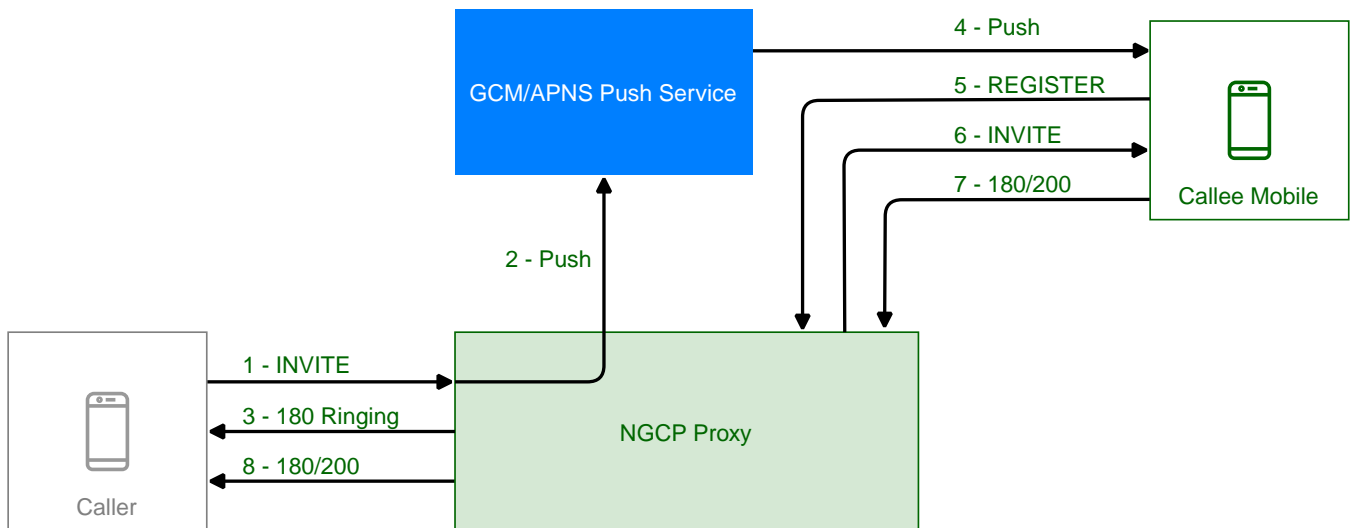 4 - Push
GCM/APNS Push Service
5 - REGISTER
6 - INVITE
7 - 180/200
Callee Mobile
2 - Push
1 - INVITE
3 - 180 Ringing
NGCP Proxy
8 - 180/200
Caller